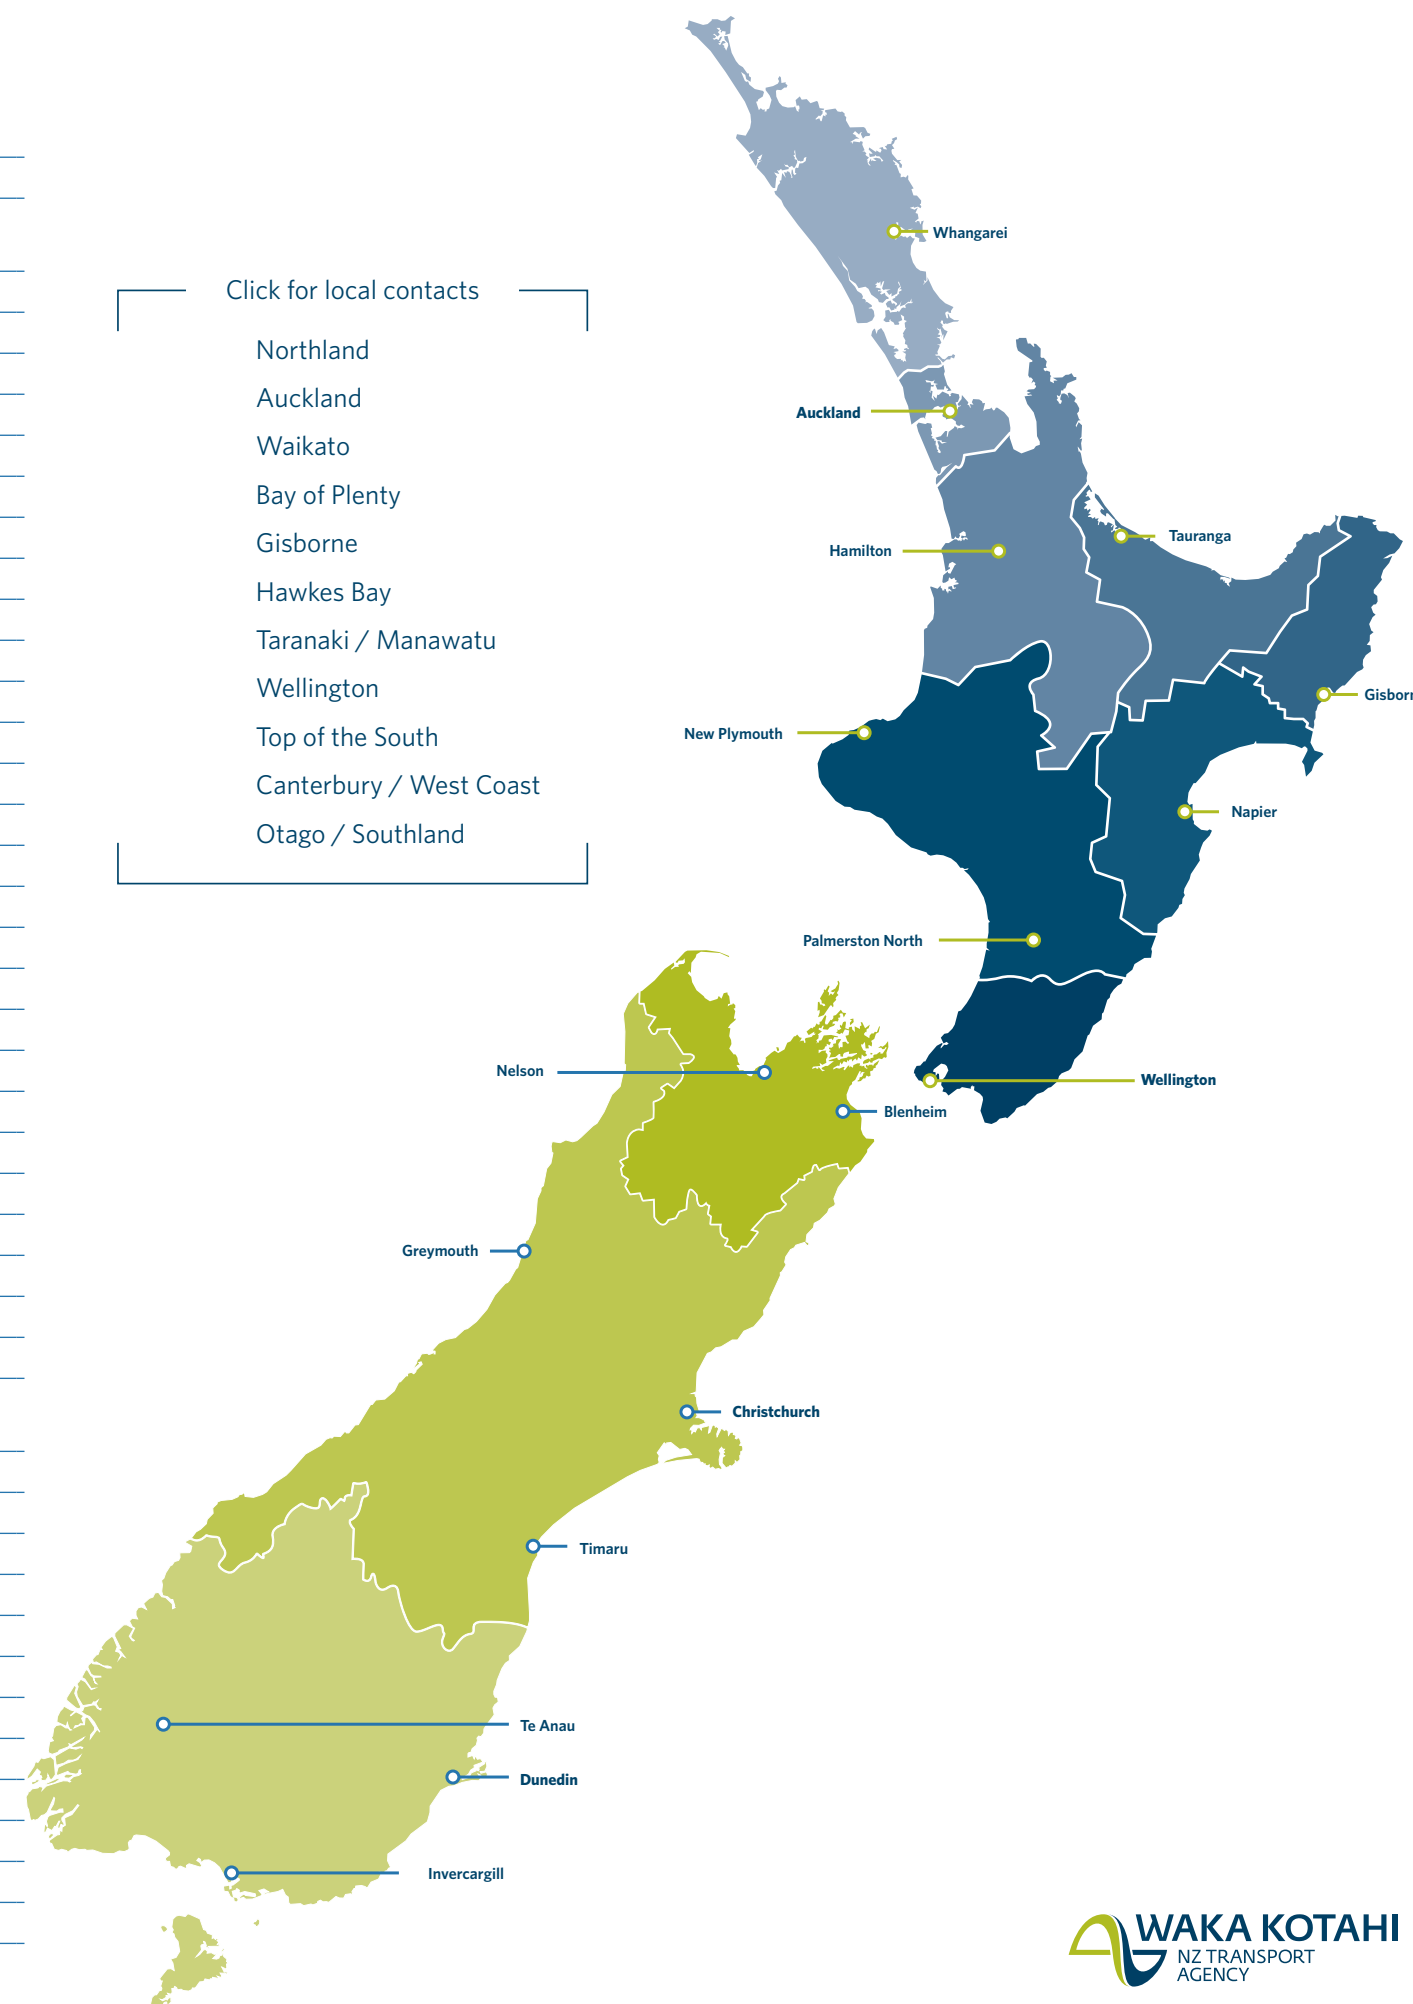 Whangarei
Click for local contacts
Northland
Auckland
Waikato
Bay of Plenty
Gisborne
Hawkes Bay
Taranaki / Manawatu
Wellington
Top of the South
Canterbury / West Coast
Otago / Southland
Auckland
Tauranga
Hamilton
Gisborn
New Plymouth
Napier
Palmerston North
Nelson
Wellington
Blenheim
Greymouth
Christchurch
Timaru
Te Anau
Dunedin
Invercargill
WAKA KOTAHI
NZ TRANSPORT
AGENCY